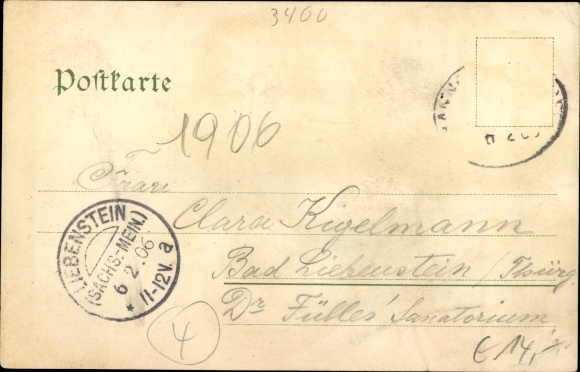 3400
Postkarte
1906
Frau
Clara Kigelmann
Bad Liebenstein / Thürg
Dr Fülles' Sanatorium
LIEBENSTEIN
(SACHS.-MEIN.)
6 2.06
* 11-12V. a
4
€ 14,-